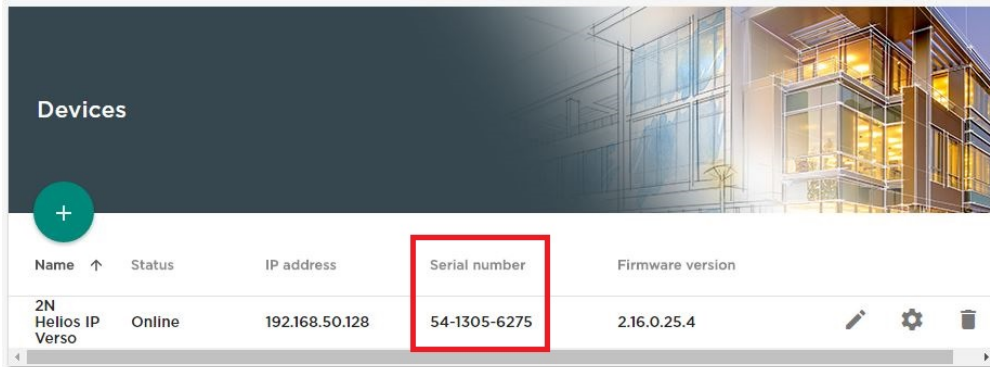 Devices
+
Name ↑ Status IP address Serial number Firmware version
2N
Helios IP Online 192.168.50.128 54-1305-6275 2.16.0.25.4
Verso